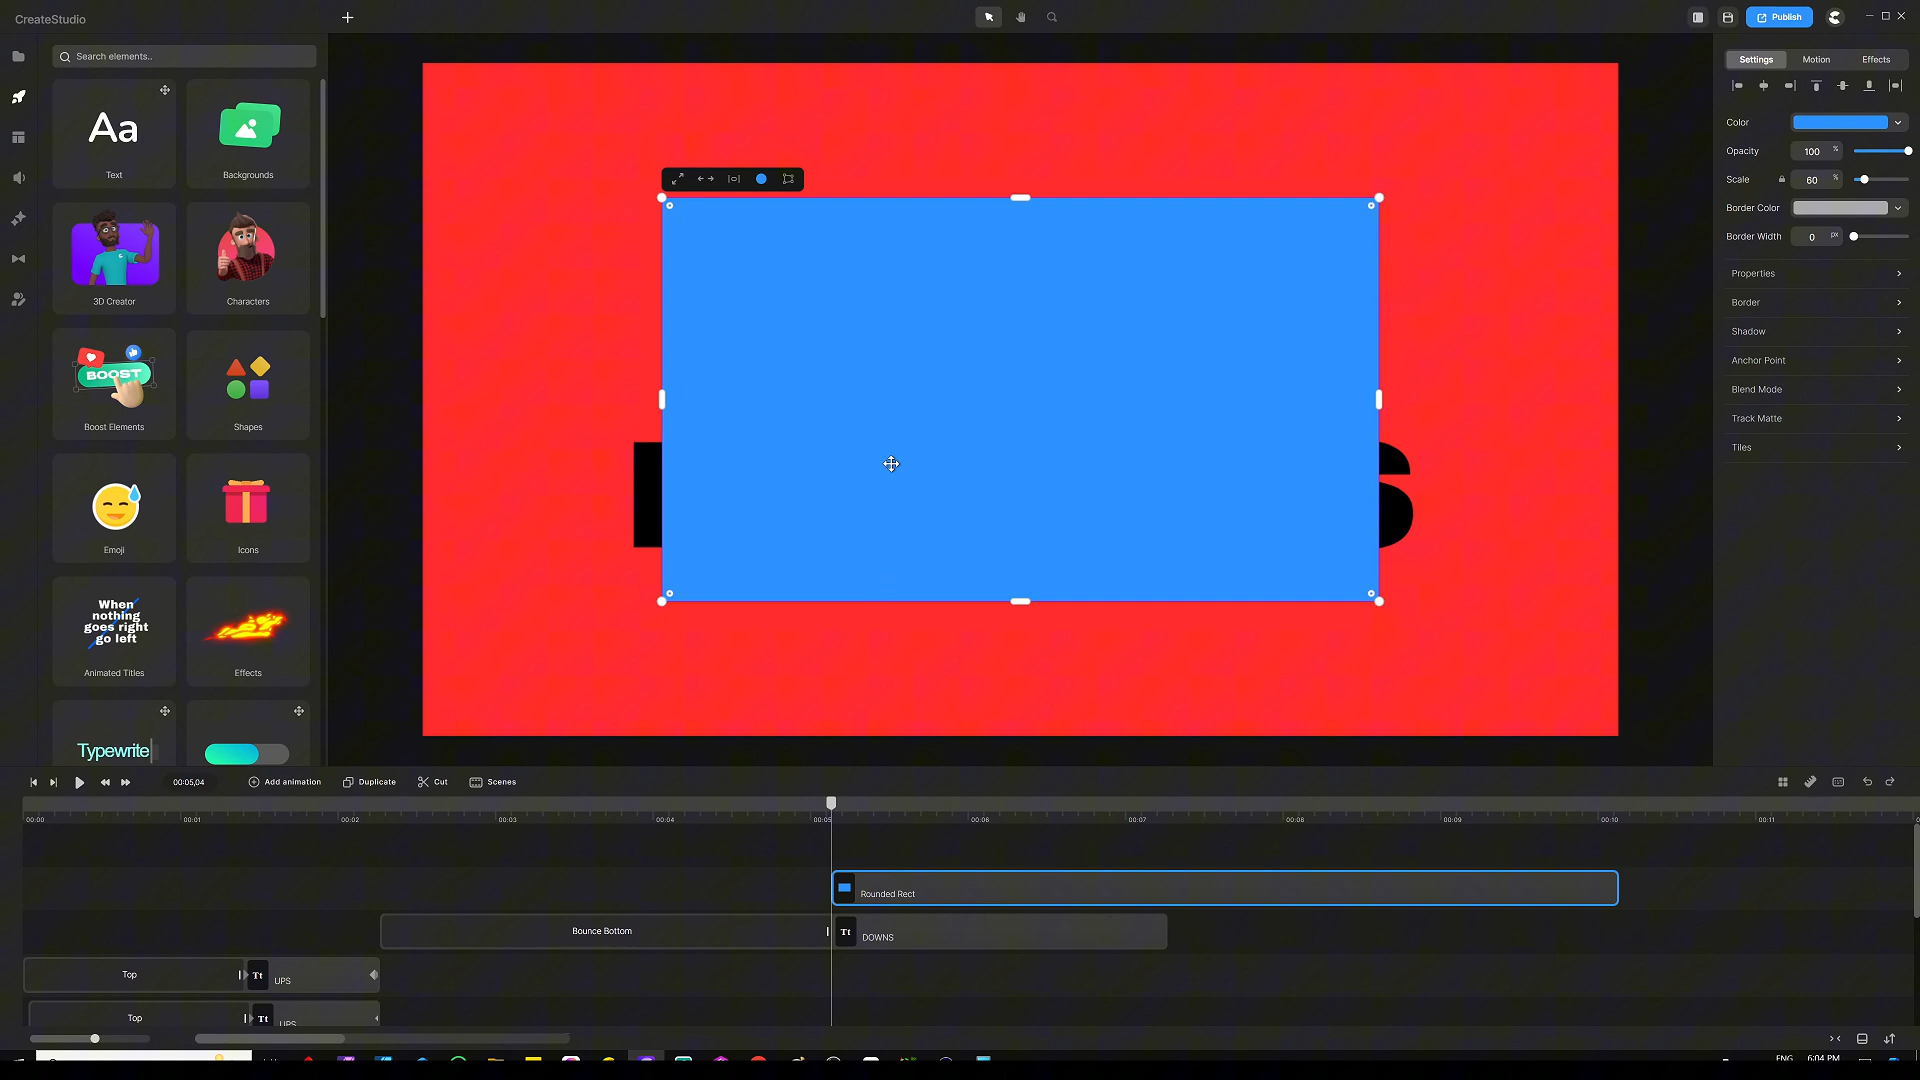 CreateStudio
Publish
Search elements..
Settings
Motion
Effects
Aa
Text
Backgrounds
3D Creator
Characters
BOOST
Boost Elements
Shapes
Emoji
Icons
When
nothing
goes right
go left
Animated Titles
Effects
Typewrite
Color
Opacity
100
%
Scale
60
%
Border Color
Border Width
0
px
Properties
Border
Shadow
Anchor Point
Blend Mode
Track Matte
Tiles
S
00:05,04
Add animation
Duplicate
Cut
Scenes
00:00
00:01
00:02
00:03
00:04
00:05
00:06
00:07
00:08
00:09
00:10
00:11
Rounded Rect
Bounce Bottom
Tt
DOWNS
Top
Tt
UPS
Top
Tt
UPS
ENG
6:04 PM